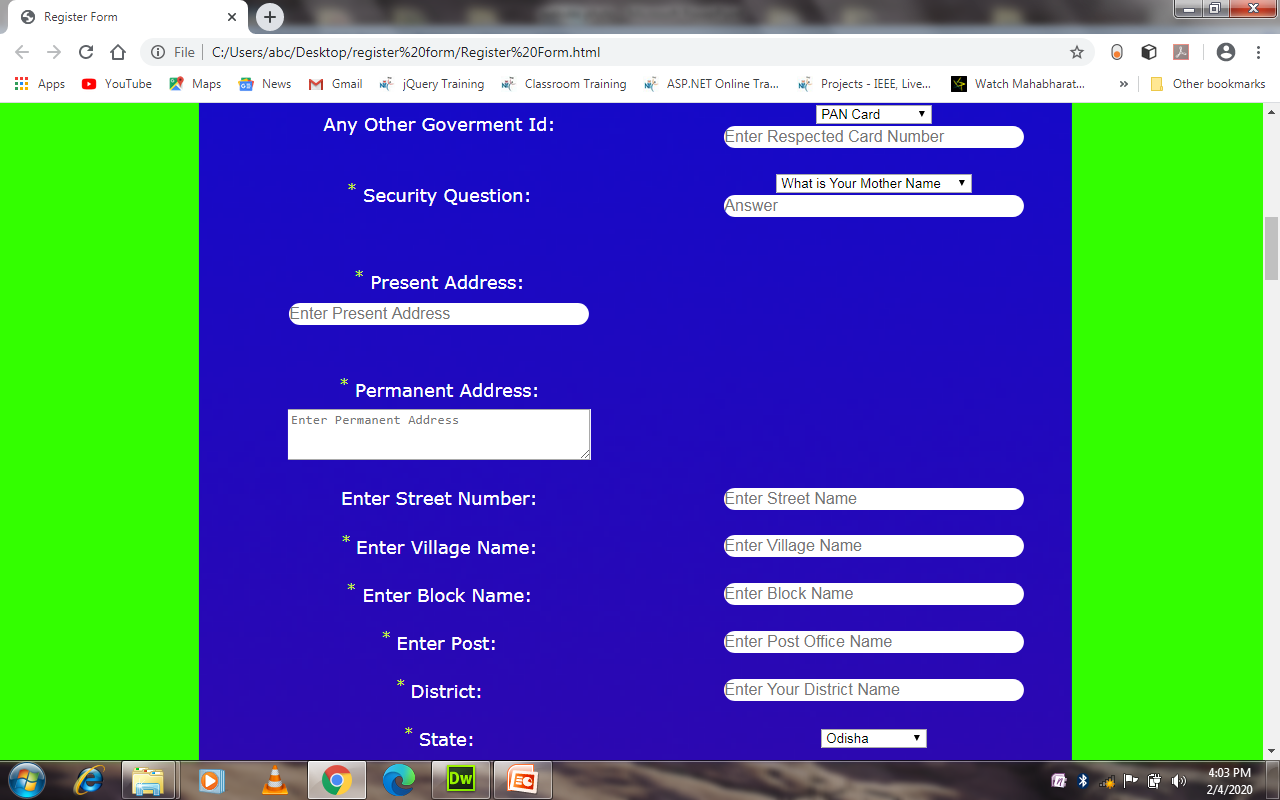 Register Form
File
C:/Users/abc/Desktop/register%20form/Register%20Form.html
Apps YouTube Maps News Gmail jQuery Training Classroom Training ASP.NET Online Tra... Projects - IEEE, Live... Watch Mahabharat... » Other bookmarks
PAN Card
Any Other Goverment Id:
Enter Respected Card Number
What is Your Mother Name
* Security Question:
Answer
* Present Address:
Enter Present Address
* Permanent Address:
Enter Permanent Address
Enter Street Number: Enter Street Name
* Enter Village Name: Enter Village Name
* Enter Block Name: Enter Block Name
* Enter Post: Enter Post Office Name
* District: Enter Your District Name
* State: Odisha
Dw
4:03 PM
2/4/2020